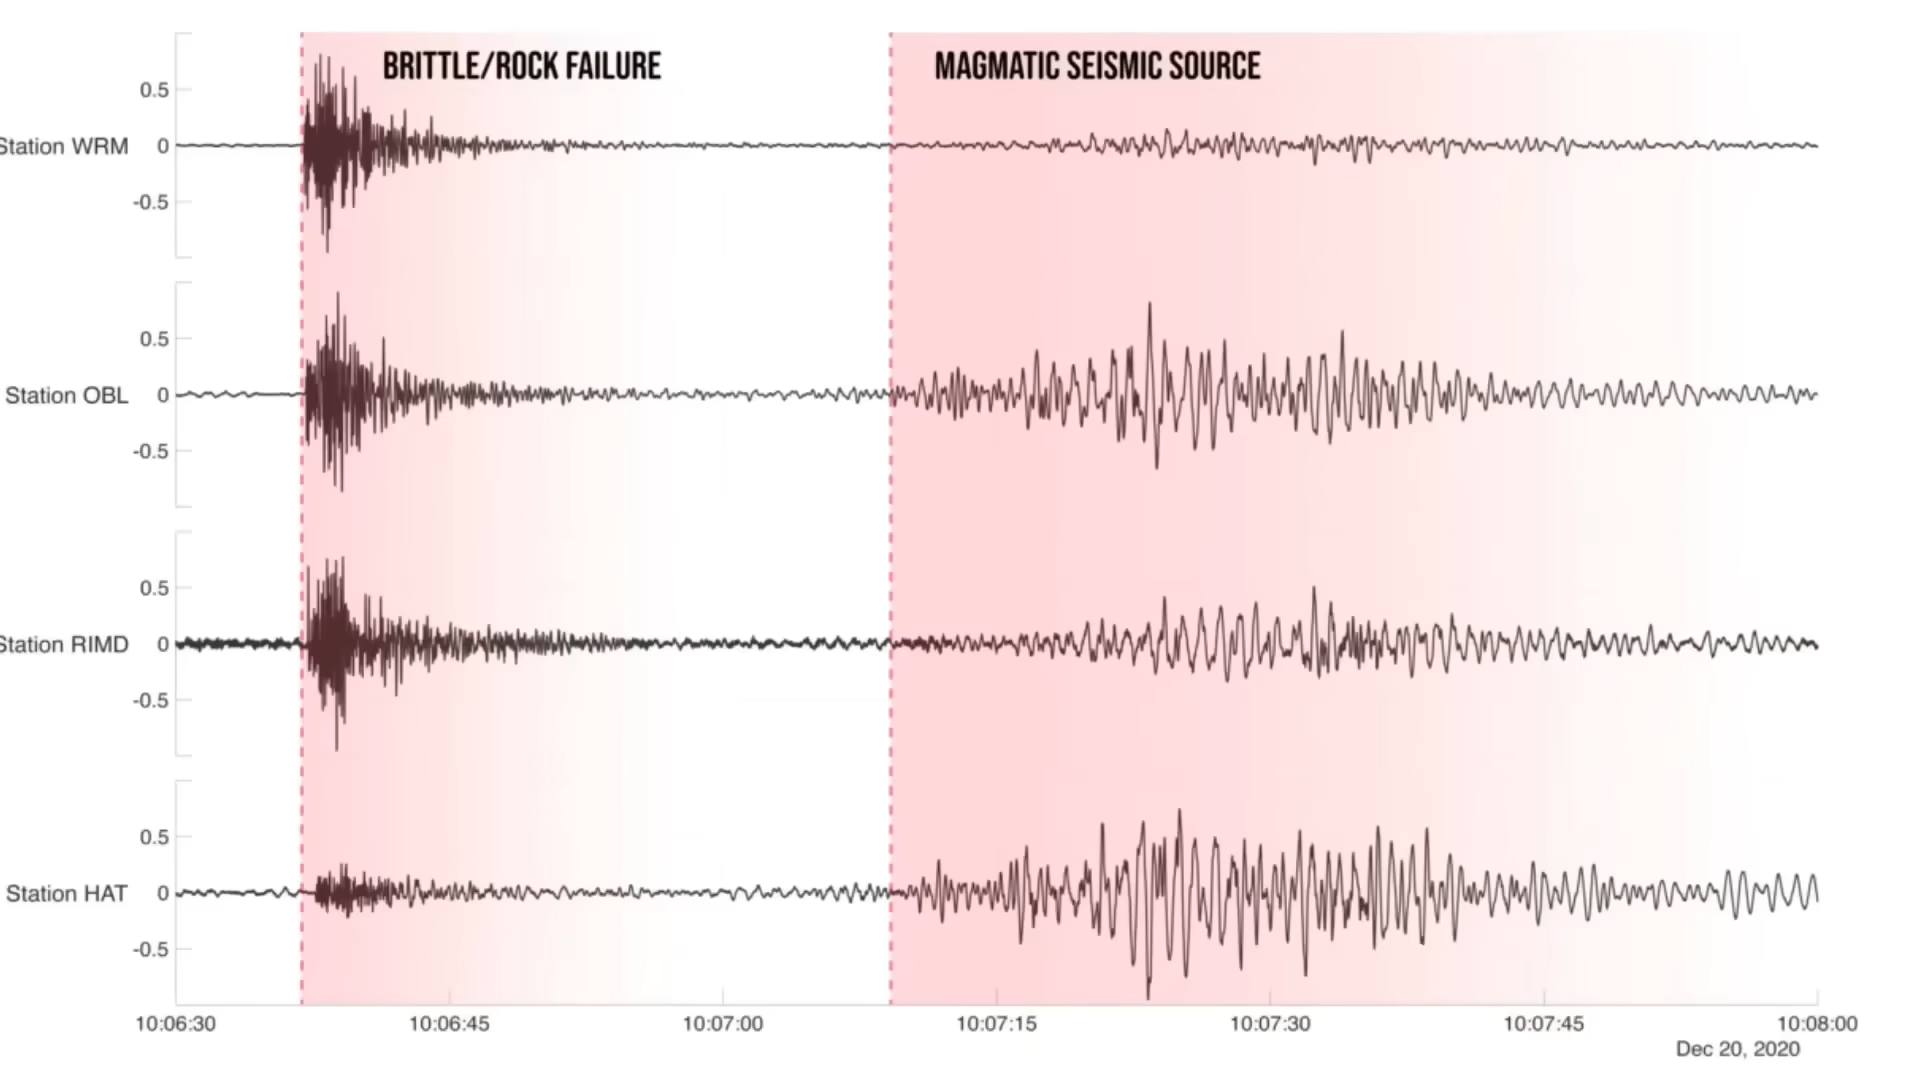 BRITTLE/ROCK FAILURE
MAGMATIC SEISMIC SOURCE
0.5
Station WRM 0
-0.5
0.5
Station OBL 0
-0.5
0.5
Station RIMD 0
-0.5
0.5
Station HAT 0
-0.5
10:06:30 10:06:45 10:07:00 10:07:15 10:07:30 10:07:45 10:08:00
Dec 20, 2020